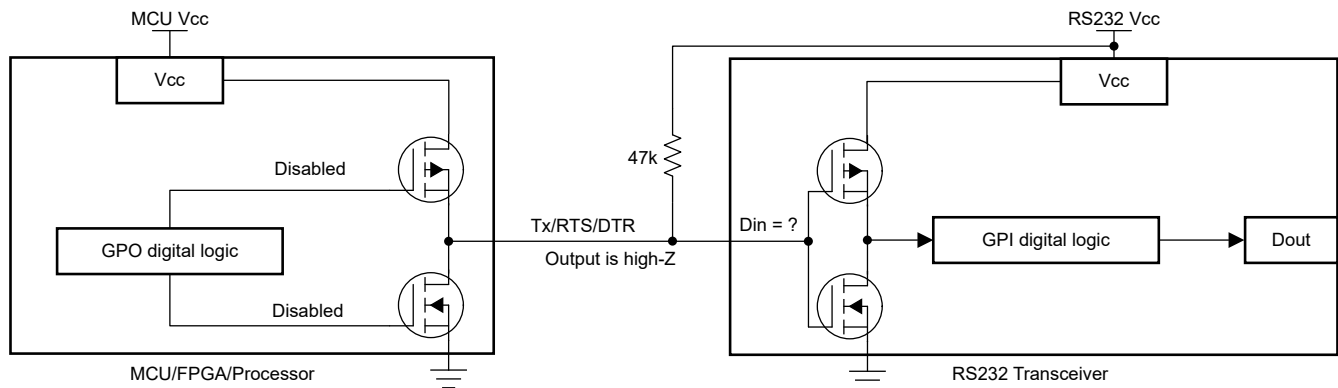 MCU Vcc
RS232 Vcc
Vcc
Vcc
47k
Disabled
Tx/RTS/DTR
Din = ?
GPO digital logic
GPI digital logic
Dout
Output is high-Z
Disabled
MCU/FPGA/Processor
RS232 Transceiver